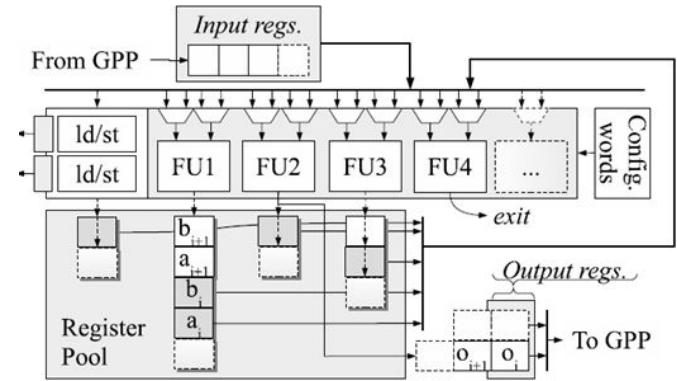 Input regs.
From GPP
ld/st
ld/st
FU1
FU2
FU3
FU4
...
Config.
words
exit
b i+1
a i+1
b i
a i
Register
Pool
Output regs.
o i+1
o i
To GPP